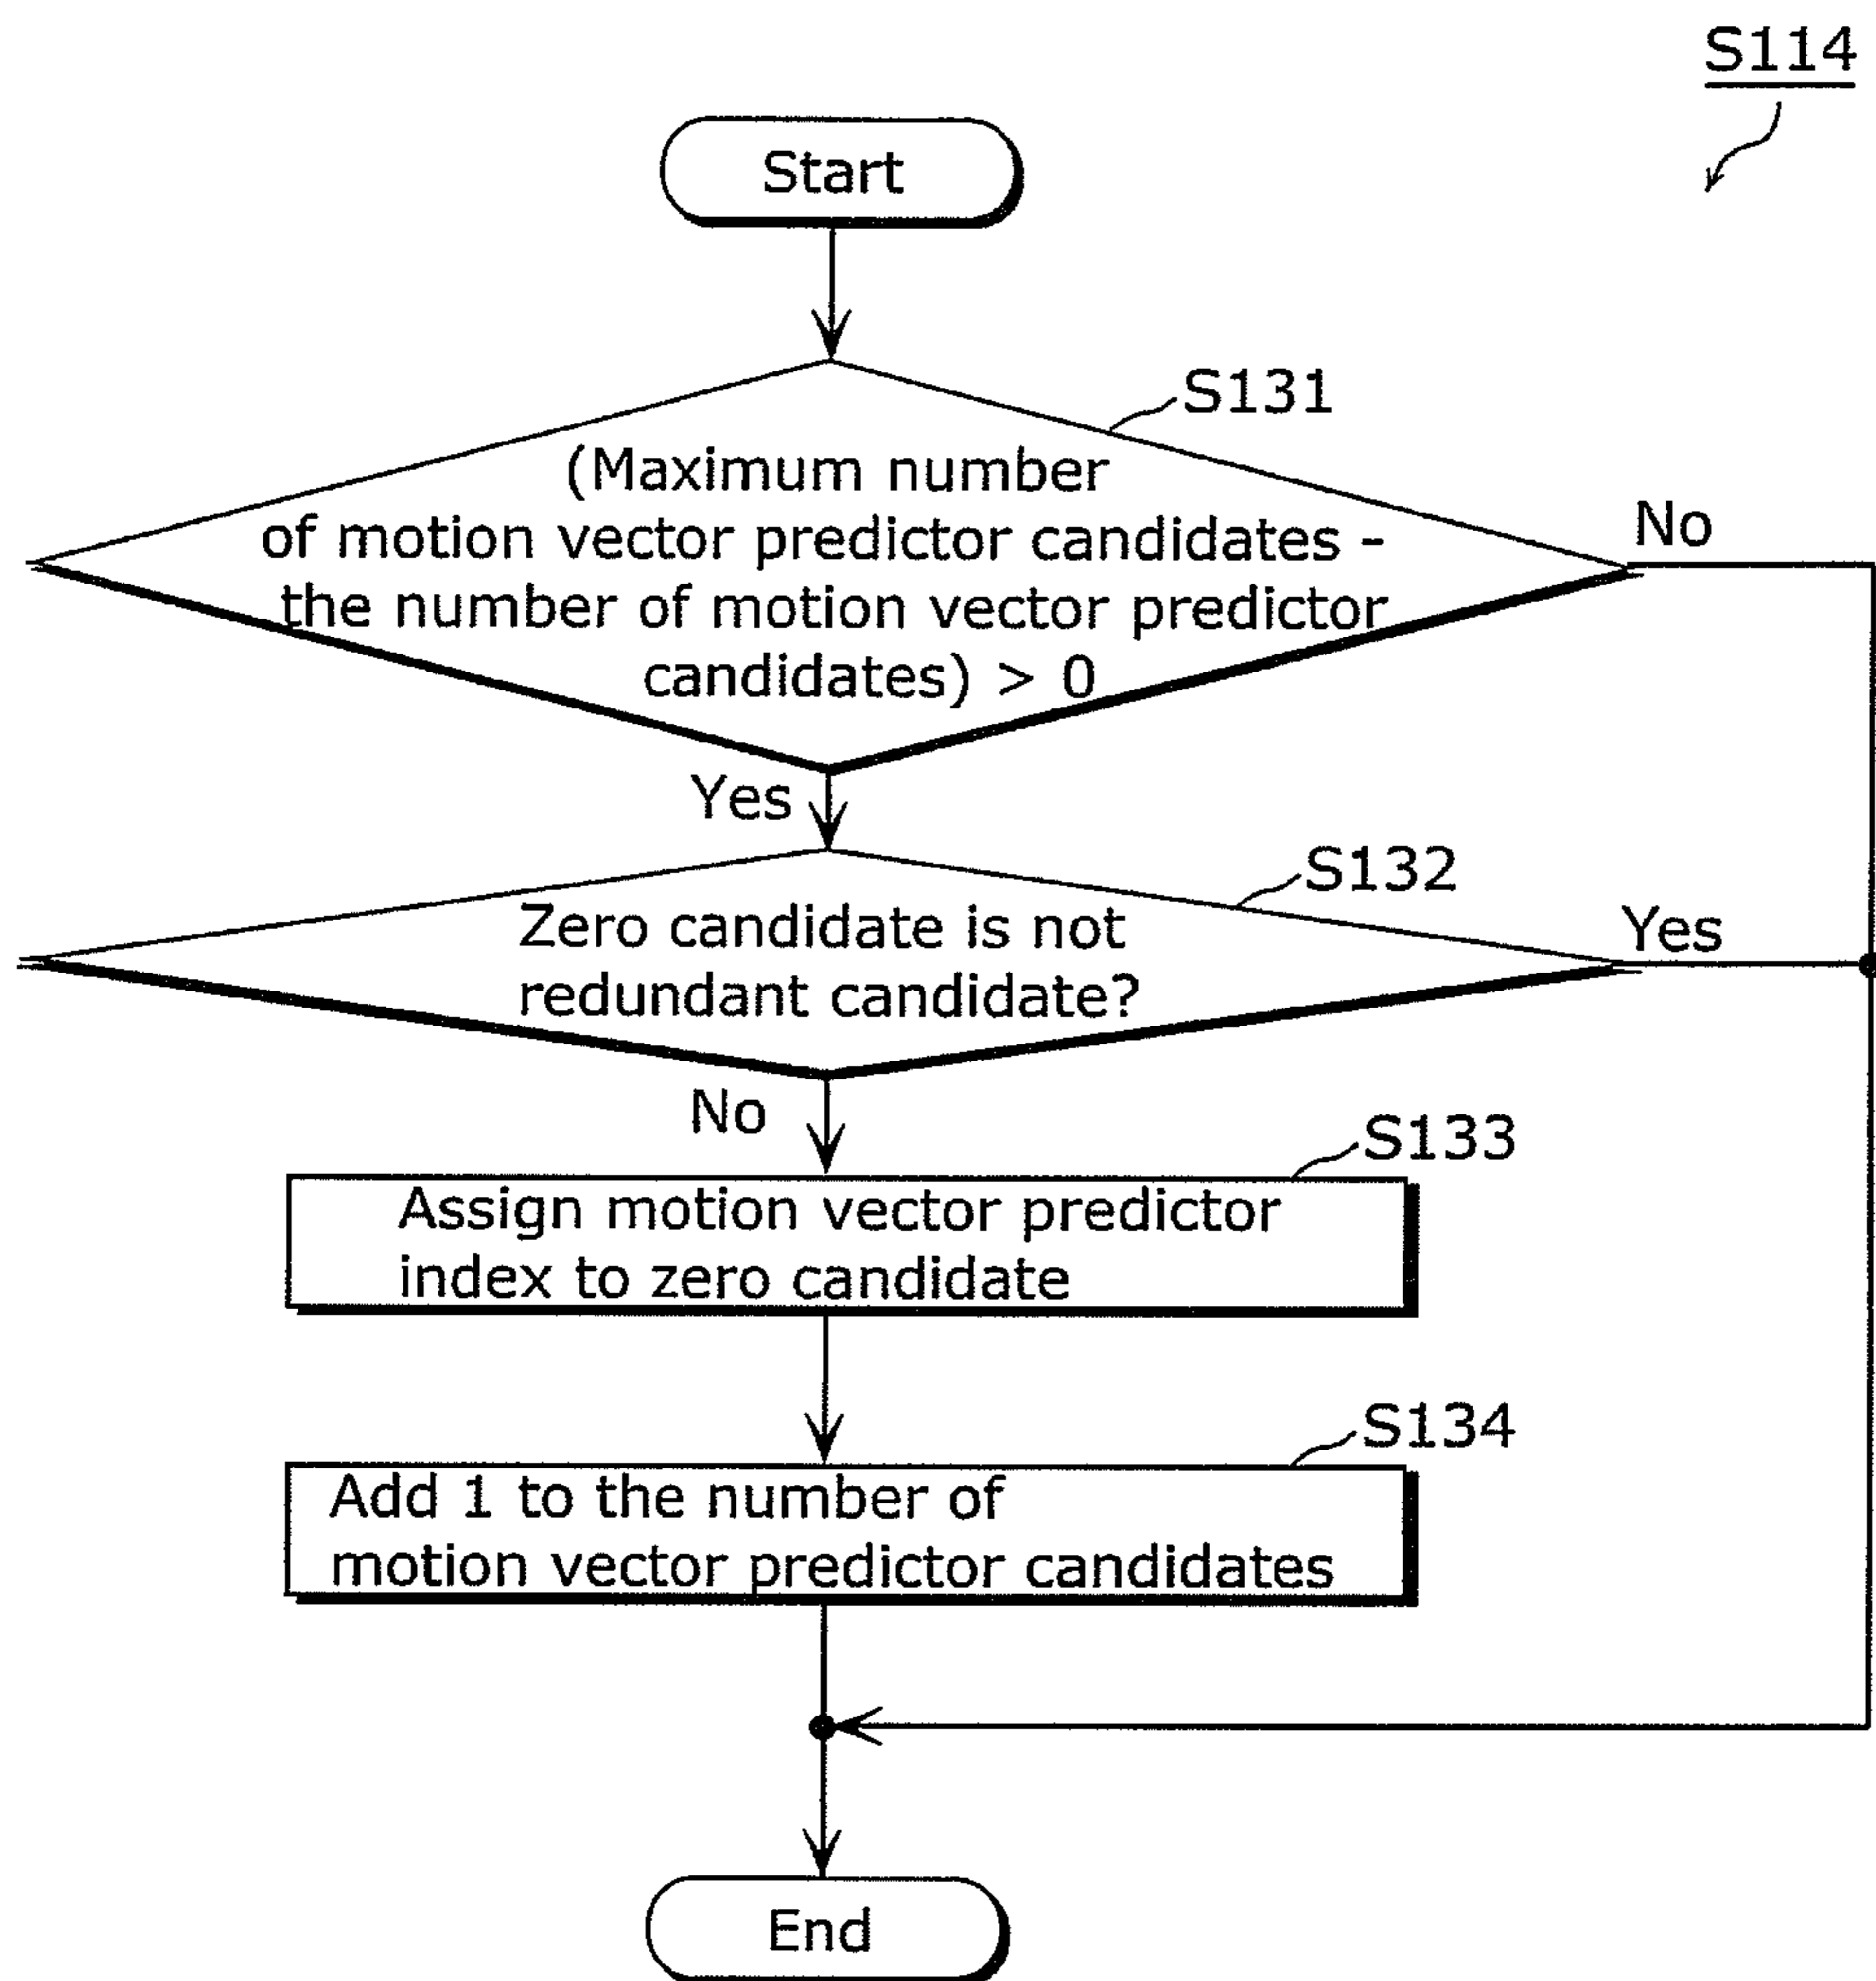 S114
Start
S131
(Maximum number
of motion vector predictor candidates -
the number of motion vector predictor
candidates) > 0
No
Yes
S132
Zero candidate is not
redundant candidate?
Yes
No
S133
Assign motion vector predictor
index to zero candidate
S134
Add 1 to the number of
motion vector predictor candidates
End